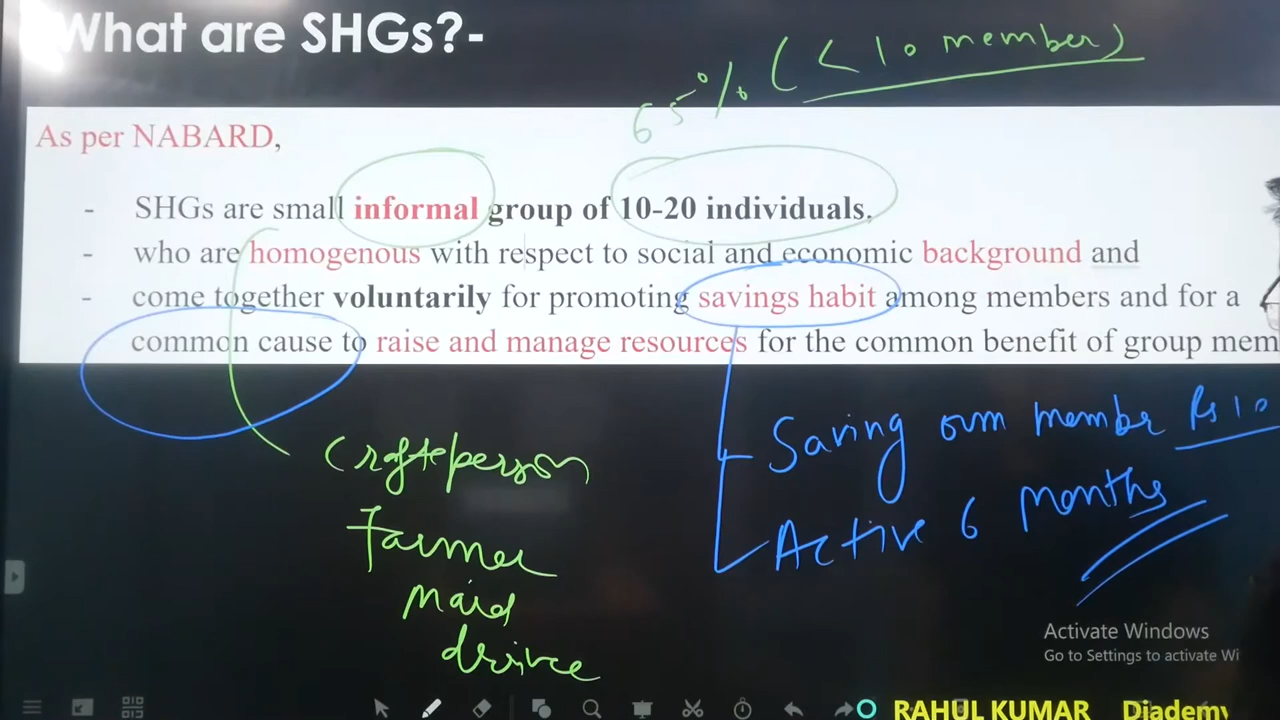 What are SHGs?-
65% (<10 member)
As per NABARD,
- SHGs are small informal group of 10-20 individuals,
- who are homogenous with respect to social and economic background and
- come together voluntarily for promoting savings habit among members and for a
common cause to raise and manage resources for the common benefit of group mem
Saving own member Rs 10
Active 6 months
Crafteperson
Farmer
Maid
Activate Windows
Go to Settings to activate Wi
RAHUL KUMAR Diademy